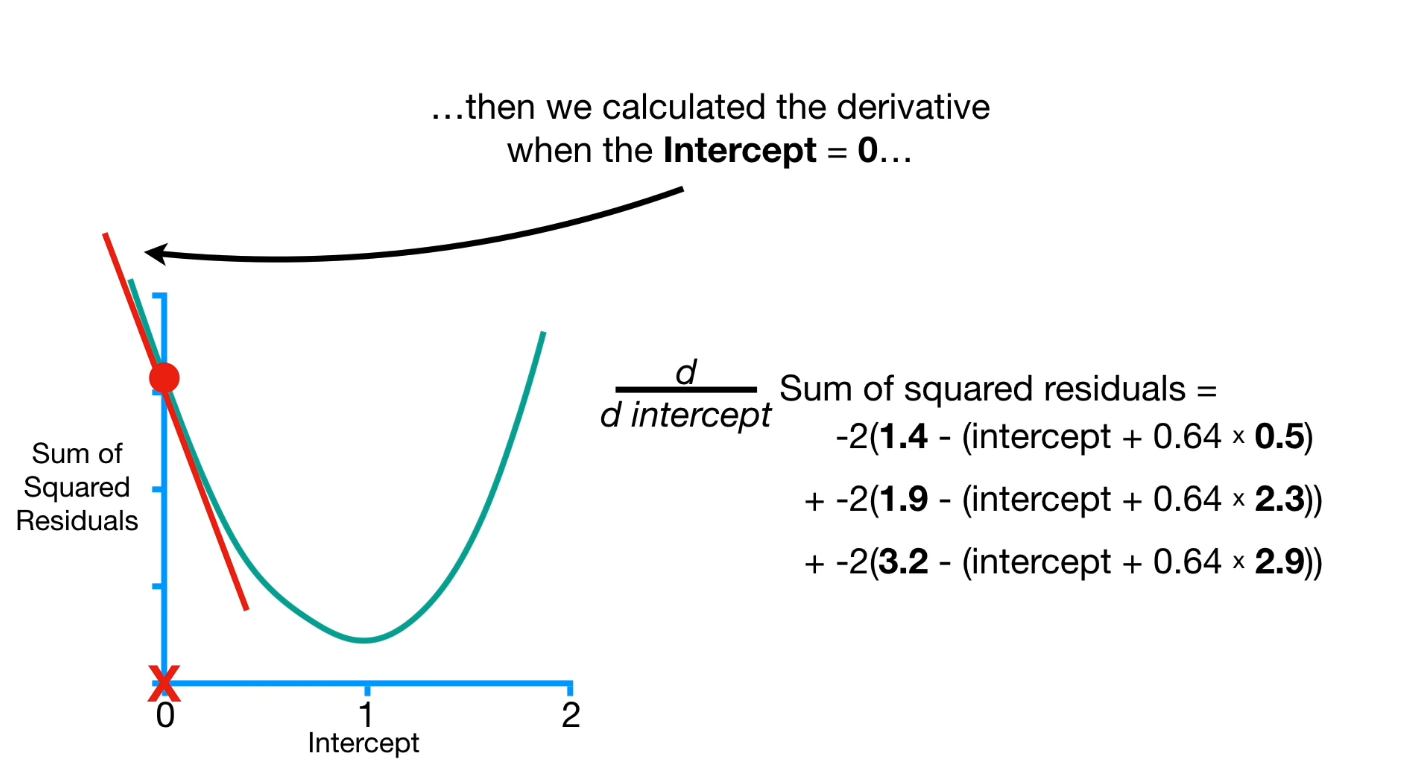 …then we calculated the derivative
when the Intercept = 0…
d
d intercept
Sum of squared residuals =
-2(1.4 - (intercept + 0.64 × 0.5)
+ -2(1.9 - (intercept + 0.64 × 2.3))
+ -2(3.2 - (intercept + 0.64 × 2.9))
Sum of
Squared
Residuals
X
0 1 2
Intercept